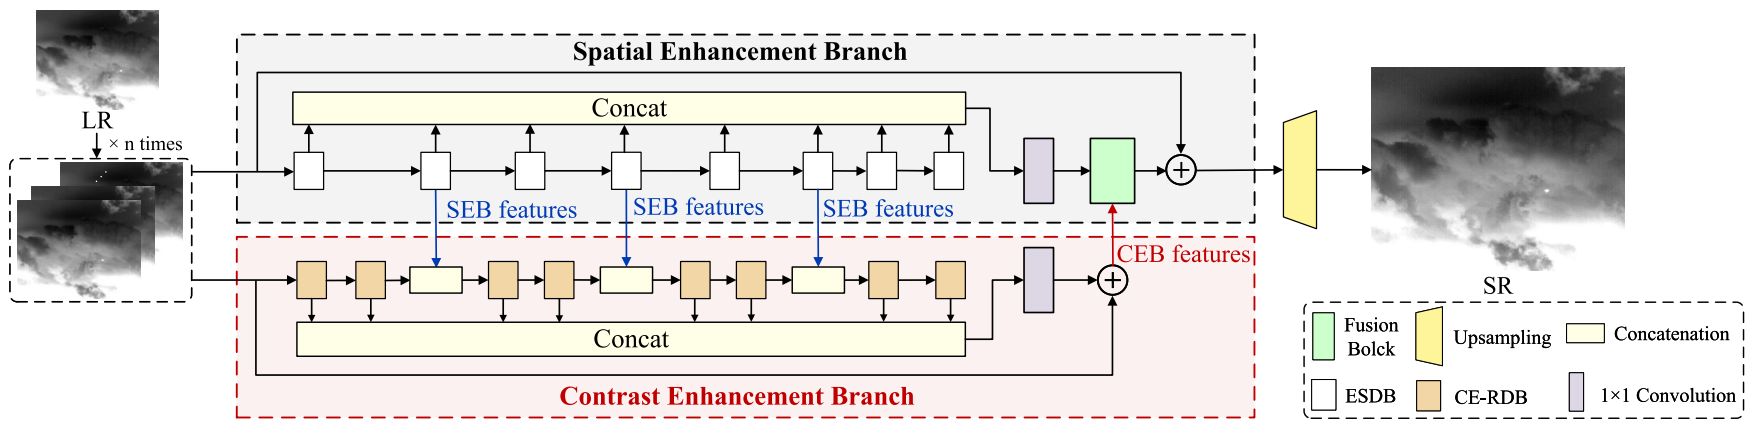 Spatial Enhancement Branch
Concat
LR
× n times
SEB features
SEB features
SEB features
CEB features
Concat
Contrast Enhancement Branch
SR
Fusion
Bolck
Upsampling
Concatenation
ESDB
CE-RDB
1×1 Convolution